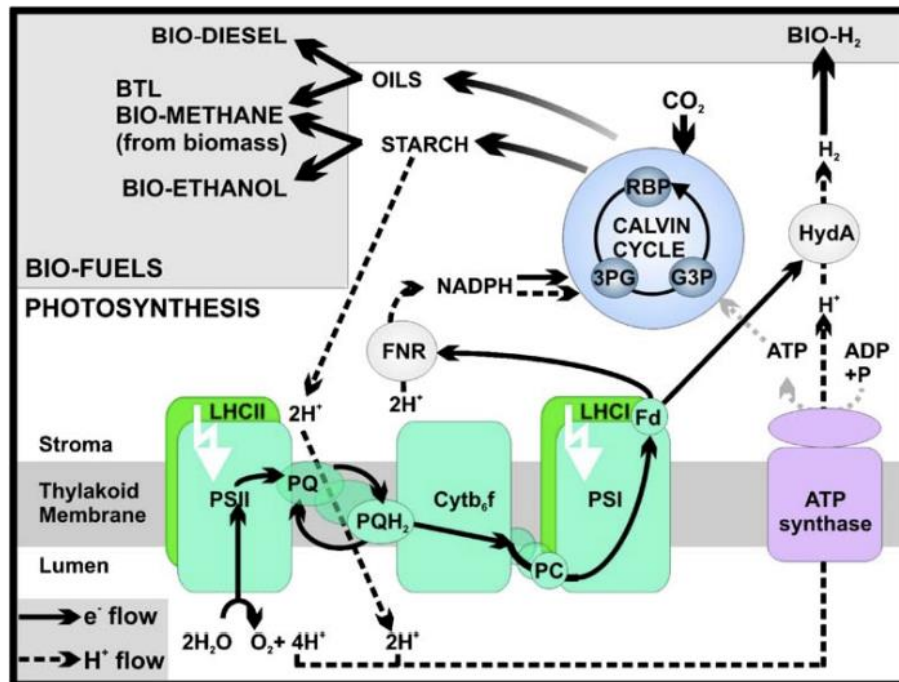 BIO-DIESEL
BIO-H₂
OILS
BTL
BIO-METHANE
(from biomass)
CO₂
STARCH
H₂
BIO-ETHANOL
RBP
CALVIN
CYCLE
HydA
3PG
G3P
BIO-FUELS
NADPH
PHOTOSYNTHESIS
H⁺
FNR
ATP
ADP
+P
2H⁺
LHCII
2H⁺
LHCI
Fd
Stroma
Thylakoid
Membrane
PSII
PQ
PQH₂
Cytb₆f
PSI
ATP
synthase
PC
Lumen
e⁻ flow
2H₂O
O₂+ 4H⁺
2H⁺
H⁺ flow